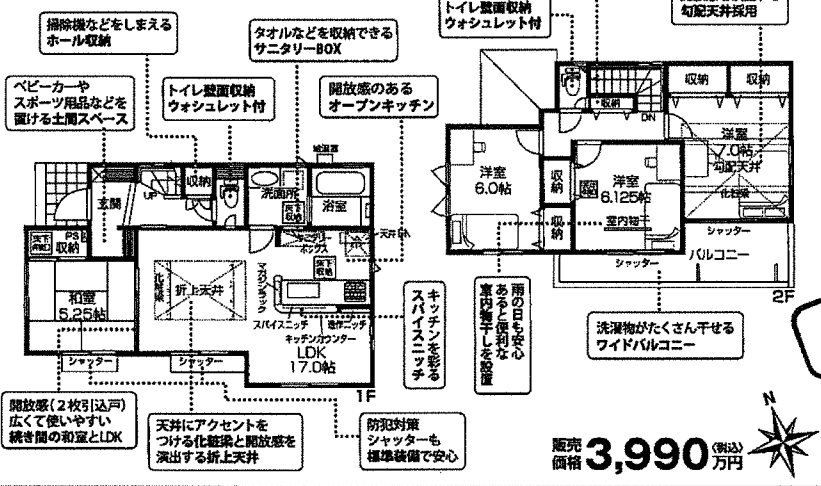 掃除機などをしまえる
ホール収納
タオルなどを収納できる
サニタリーBOX
トイレ壁面収納
ウォシュレット付
勾配天井採用
ベビーカーや
スポーツ用品などを
置ける土間スペース
トイレ壁面収納
ウォシュレット付
開放感のある
オープンキッチン
給湯器
玄関
UP
収納
洗面所
床下
収納
浴室
PS
収納
和室
5.25帖
化粧梁
折上天井
マガジンラック
床下
収納
スパイスニッチ
造作ニッチ
キッチンカウンター
LDK
17.0帖
シャッター
シャッター
1F
キッチンを彩る
スパイスニッチ
収納
収納
収納
DN
洋室
7.0帖
勾配天井
化粧梁
洋室
6.0帖
収納
収納
洋室
6.125帖
室内物干
シャッター
シャッター
バルコニー
2F
雨の日も安心
あると便利な
室内物干しを設置
洗濯物がたくさん干せる
ワイドバルコニー
開放感(2枚引込戸)
広くて使いやすい
続き間の和室とLDK
天井にアクセントを
つける化粧梁と開放感を
演出する折上天井
防犯対策
シャッターも
標準装備で安心
N
販売
価格 3,990 (税込)
万円